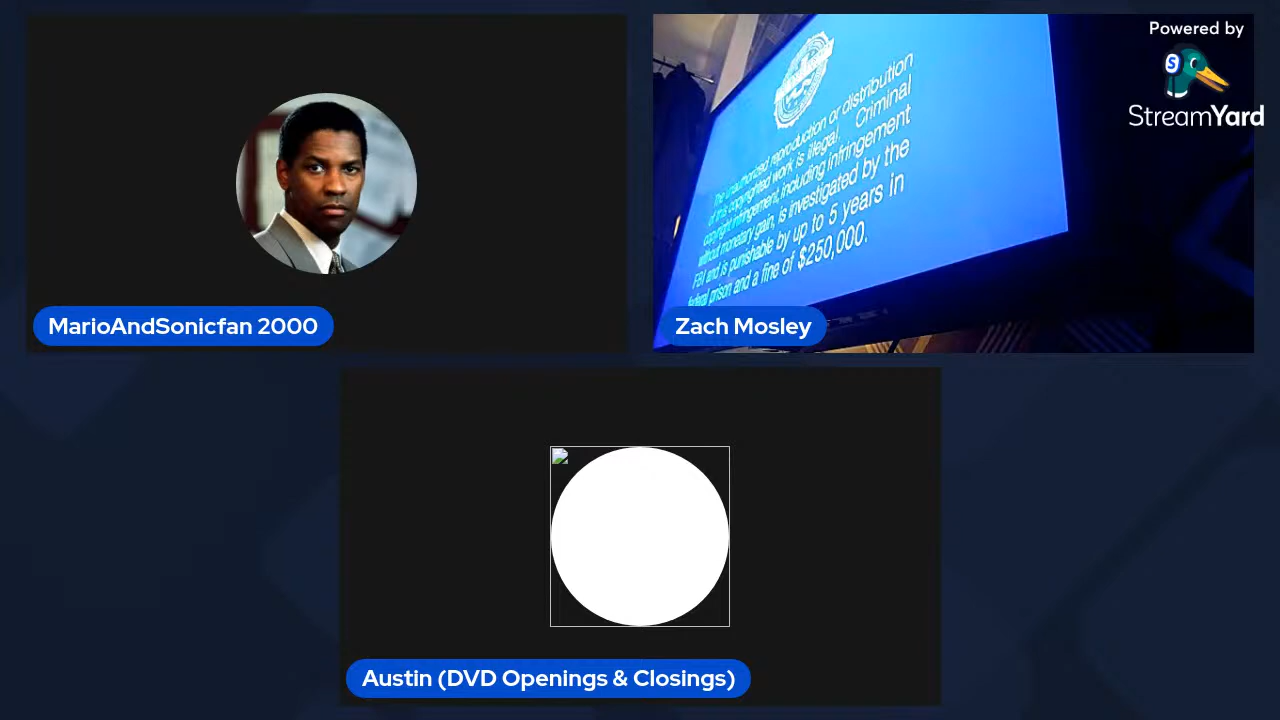 Powered by
StreamYard
The unauthorized reproduction or distribution
of this copyrighted work is illegal. Criminal
copyright infringement, including infringement
without monetary gain, is investigated by the
FBI and is punishable by up to 5 years in
federal prison and a fine of $250,000.
MarioAndSonicfan 2000
Zach Mosley
Austin (DVD Openings & Closings)